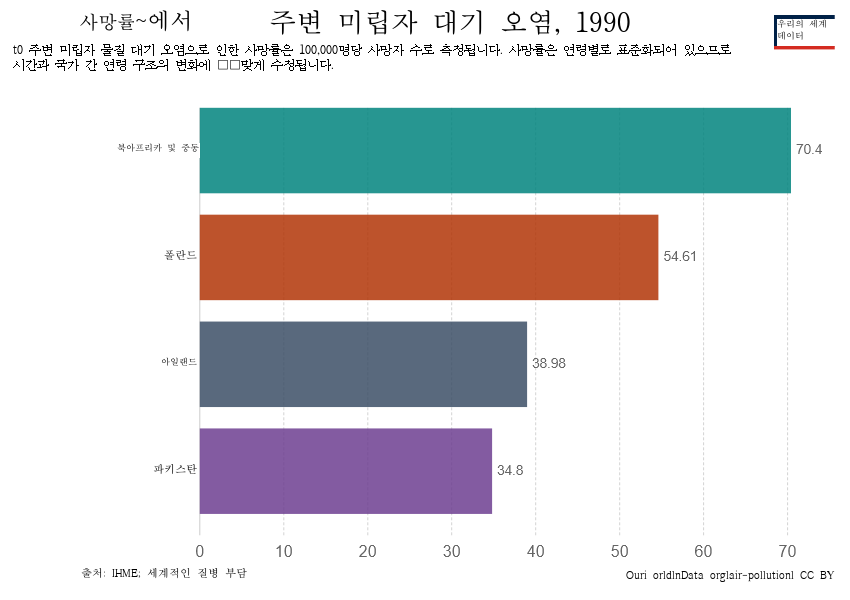 사망률~에서 주변 미립자 대기 오염, 1990
우리의 세계
데이터
t0 주변 미립자 물질 대기 오염으로 인한 사망률은 100,000명당 사망자 수로 측정됩니다. 사망률은 연령별로 표준화되어 있으므로
시간과 국가 간 연령 구조의 변화에 □□맞게 수정됩니다.
북아프리카 및 중동
70.4
폴란드
54.61
아일랜드
38.98
파키스탄
34.8
0 10 20 30 40 50 60 70
출처: IHME; 세계적인 질병 부담
Ouri orldInData orglair-pollutionl CC BY